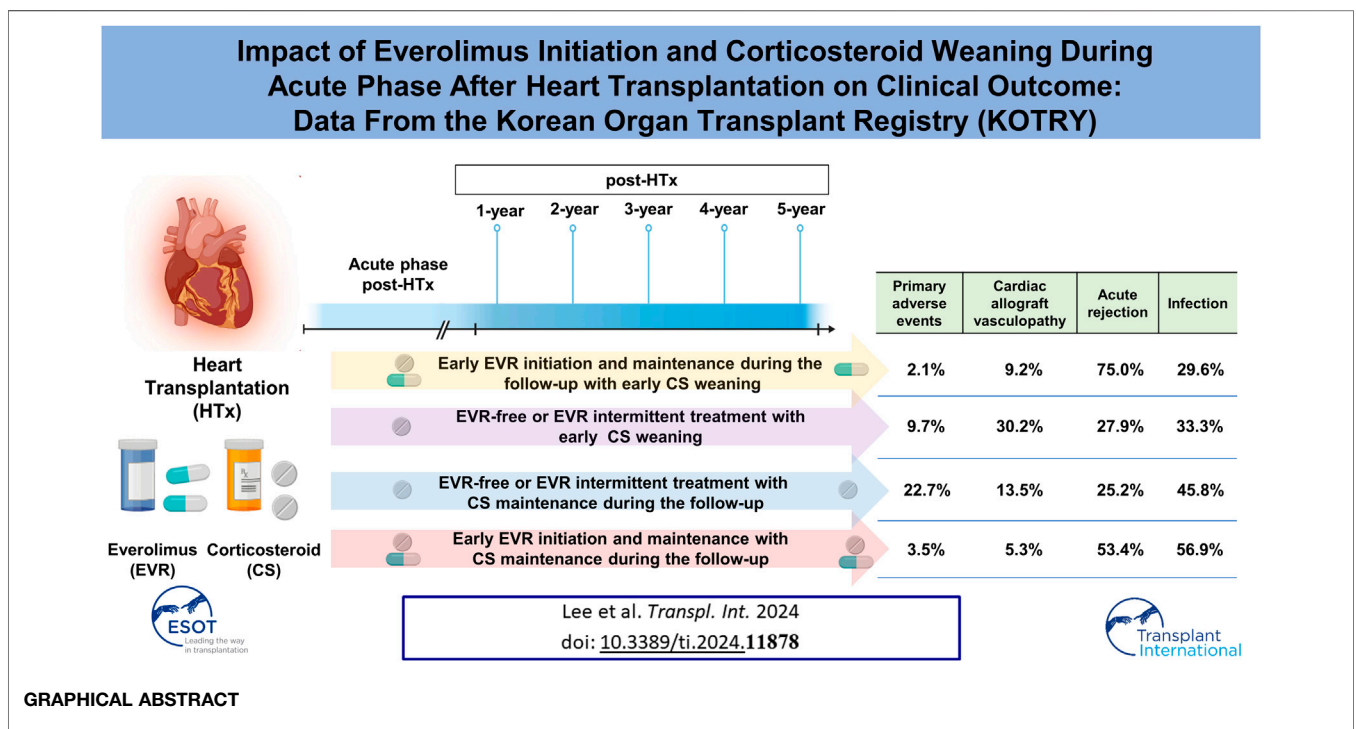 Impact of Everolimus Initiation and Corticosteroid Weaning During
Acute Phase After Heart Transplantation on Clinical Outcome:
Data From the Korean Organ Transplant Registry (KOTRY)
post-HTx
1-year 2-year 3-year 4-year 5-year
Acute phase
post-HTx
Primary
adverse
events
Cardiac
allograft
vasculopathy
Acute
rejection
Infection
Heart
Transplantation
(HTx)
Early EVR initiation and maintenance during the
follow-up with early CS weaning
2.1% 9.2% 75.0% 29.6%
EVR-free or EVR intermittent treatment with
early CS weaning
9.7% 30.2% 27.9% 33.3%
EVR-free or EVR intermittent treatment with
CS maintenance during the follow-up
22.7% 13.5% 25.2% 45.8%
Early EVR initiation and maintenance with
CS maintenance during the follow-up
3.5% 5.3% 53.4% 56.9%
Rx
Everolimus
(EVR)
Corticosteroid
(CS)
ESOT
Leading the way
in transplantation
Lee et al. Transpl. Int. 2024
doi: 10.3389/ti.2024.11878
Transplant
International
GRAPHICAL ABSTRACT